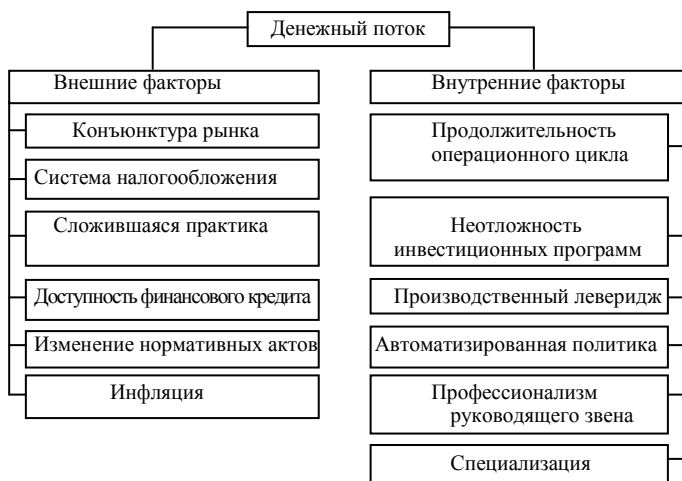 Денежный поток
Внешние факторы
Конъюнктура рынка
Система налогообложения
Сложившаяся практика
Доступность финансового кредита
Изменение нормативных актов
Инфляция
Внутренние факторы
Продолжительность
операционного цикла
Неотложность
инвестиционных программ
Производственный леверидж
Автоматизированная политика
Профессионализм
руководящего звена
Специализация